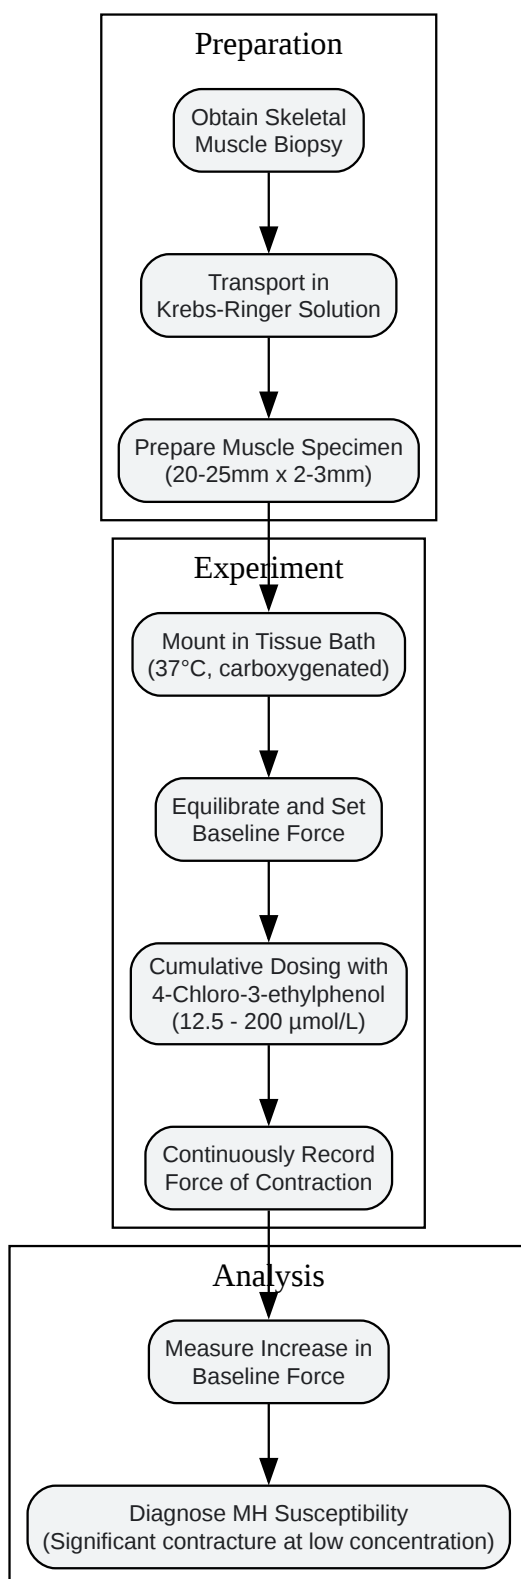 Preparation
Obtain Skeletal
Muscle Biopsy
Transport in
Krebs-Ringer Solution
Prepare Muscle Specimen
(20-25mm x 2-3mm)
Experiment
Mount in Tissue Bath
(37°C, carboxygenated)
Equilibrate and Set
Baseline Force
Cumulative Dosing with
4-Chloro-3-ethylphenol
(12.5 - 200 µmol/L)
Continuously Record
Force of Contraction
Analysis
Measure Increase in
Baseline Force
Diagnose MH Susceptibility
(Significant contracture at low concentration)